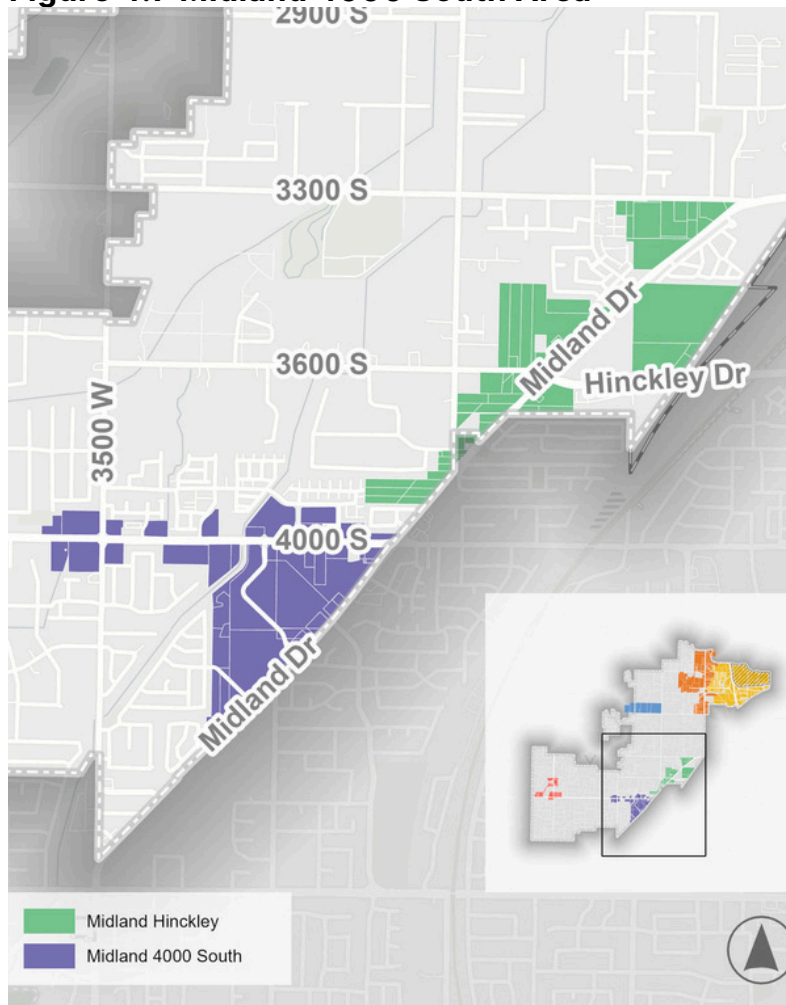 2900 S
3300 S
Midland Dr
3600 S
Hinckley Dr
3500 W
4000 S
Midland Dr
Midland Hinckley
Midland 4000 South